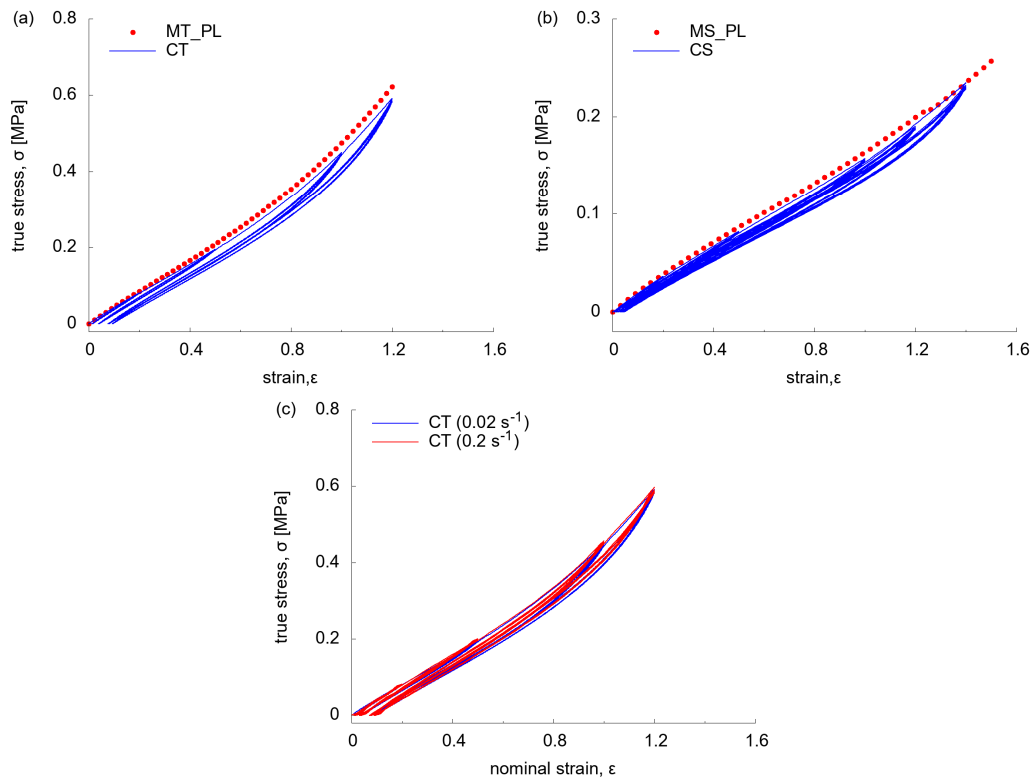 (a)
0.8
0.6
0.4
0.2
0
0
0.4
0.8
1.2
1.6
true stress, σ [MPa]
strain,ε
MT_PL
CT
(b)
0.3
0.2
0.1
0
0
0.4
0.8
1.2
1.6
true stress, σ [MPa]
strain,ε
MS_PL
CS
(c)
0.8
0.6
0.4
0.2
0
0
0.4
0.8
1.2
1.6
true stress, σ [MPa]
nominal strain, ε
CT (0.02 s⁻¹)
CT (0.2 s⁻¹)